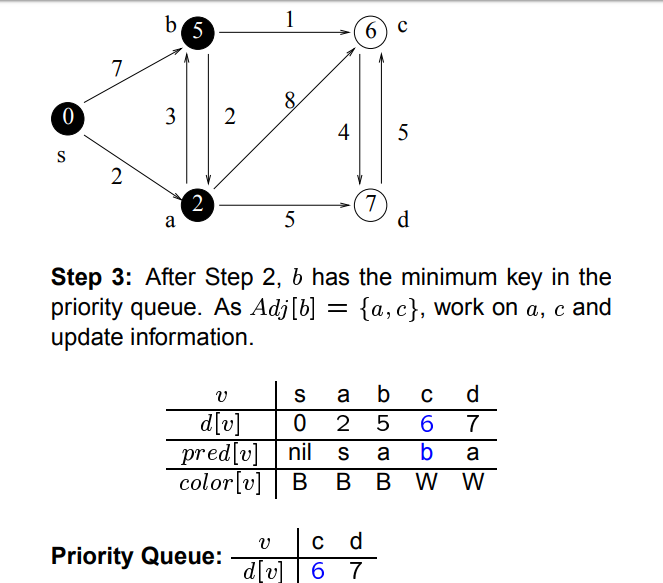 1
b 5 6 c
7
8
0 3 2 4 5
s
2
2 7
a 5 d
Step 3: After Step 2, b has the minimum key in the
priority queue. As Adj[b] = {a, c}, work on a, c and
update information.
v s a b c d
d[v] 0 2 5 6 7
pred[v] nil s a b a
color[v] B B B W W
v c d
Priority Queue:
d[v] 6 7